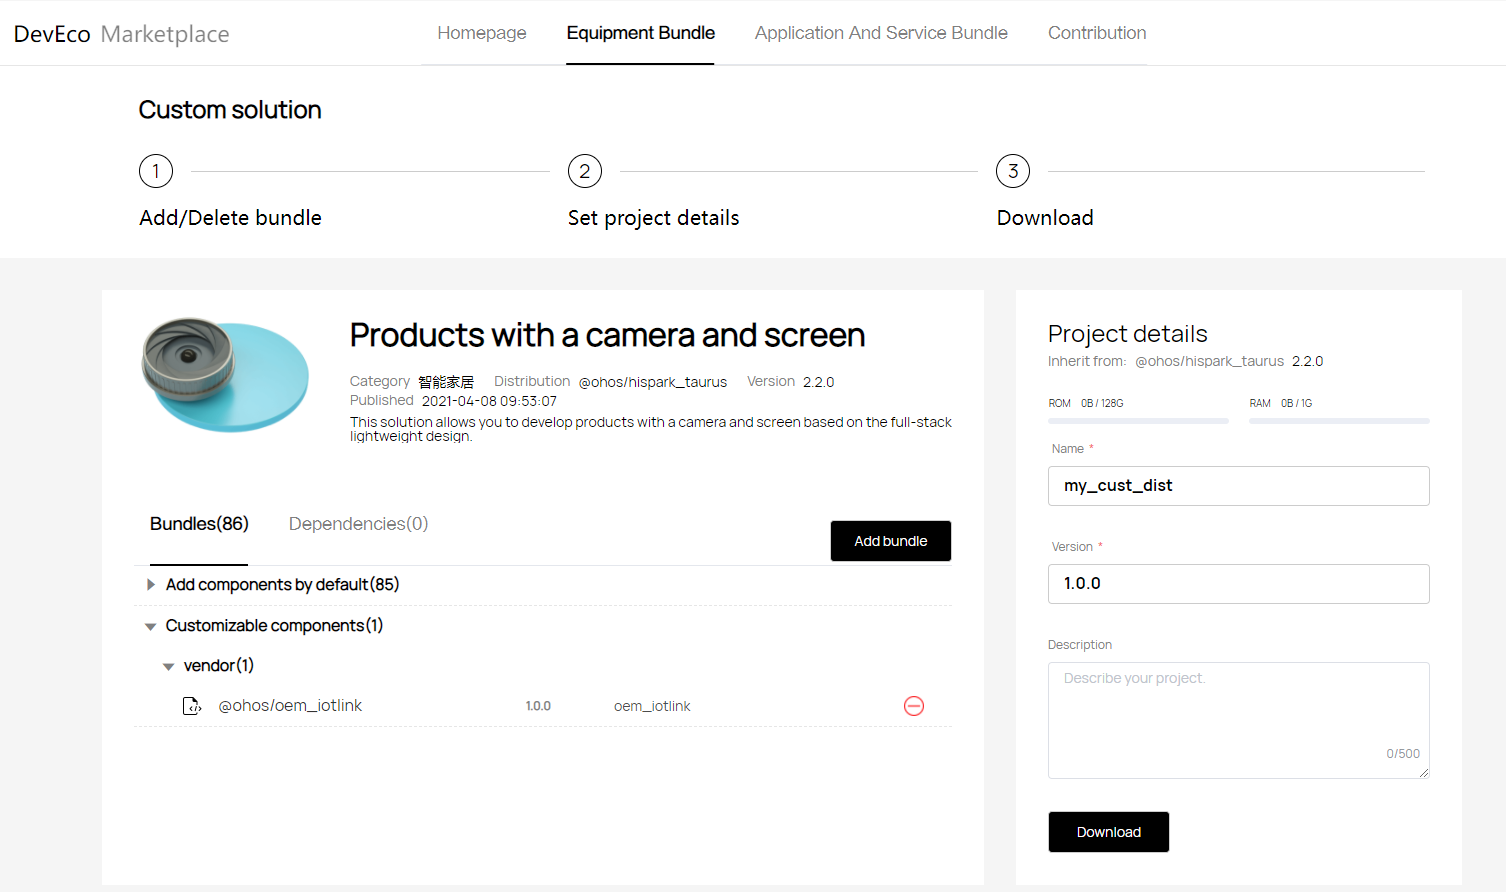 DevEco Marketplace
Homepage Equipment Bundle Application And Service Bundle Contribution
Custom solution
1 2 3
Add/Delete bundle Set project details Download
Products with a camera and screen
Category 智能家居 Distribution @ohos/hispark_taurus Version 2.2.0
Published 2021-04-08 09:53:07
This solution allows you to develop products with a camera and screen based on the full-stack
lightweight design.
Bundles(86) Dependencies(0)
Add bundle
Add components by default(85)
Customizable components(1)
vendor(1)
@ohos/oem_iotlink 1.0.0 oem_iotlink
Project details
Inherit from: @ohos/hispark_taurus 2.2.0
ROM 0B / 128G RAM 0B / 1G
Name *
my_cust_dist
Version *
1.0.0
Description
Describe your project.
0/500
Download